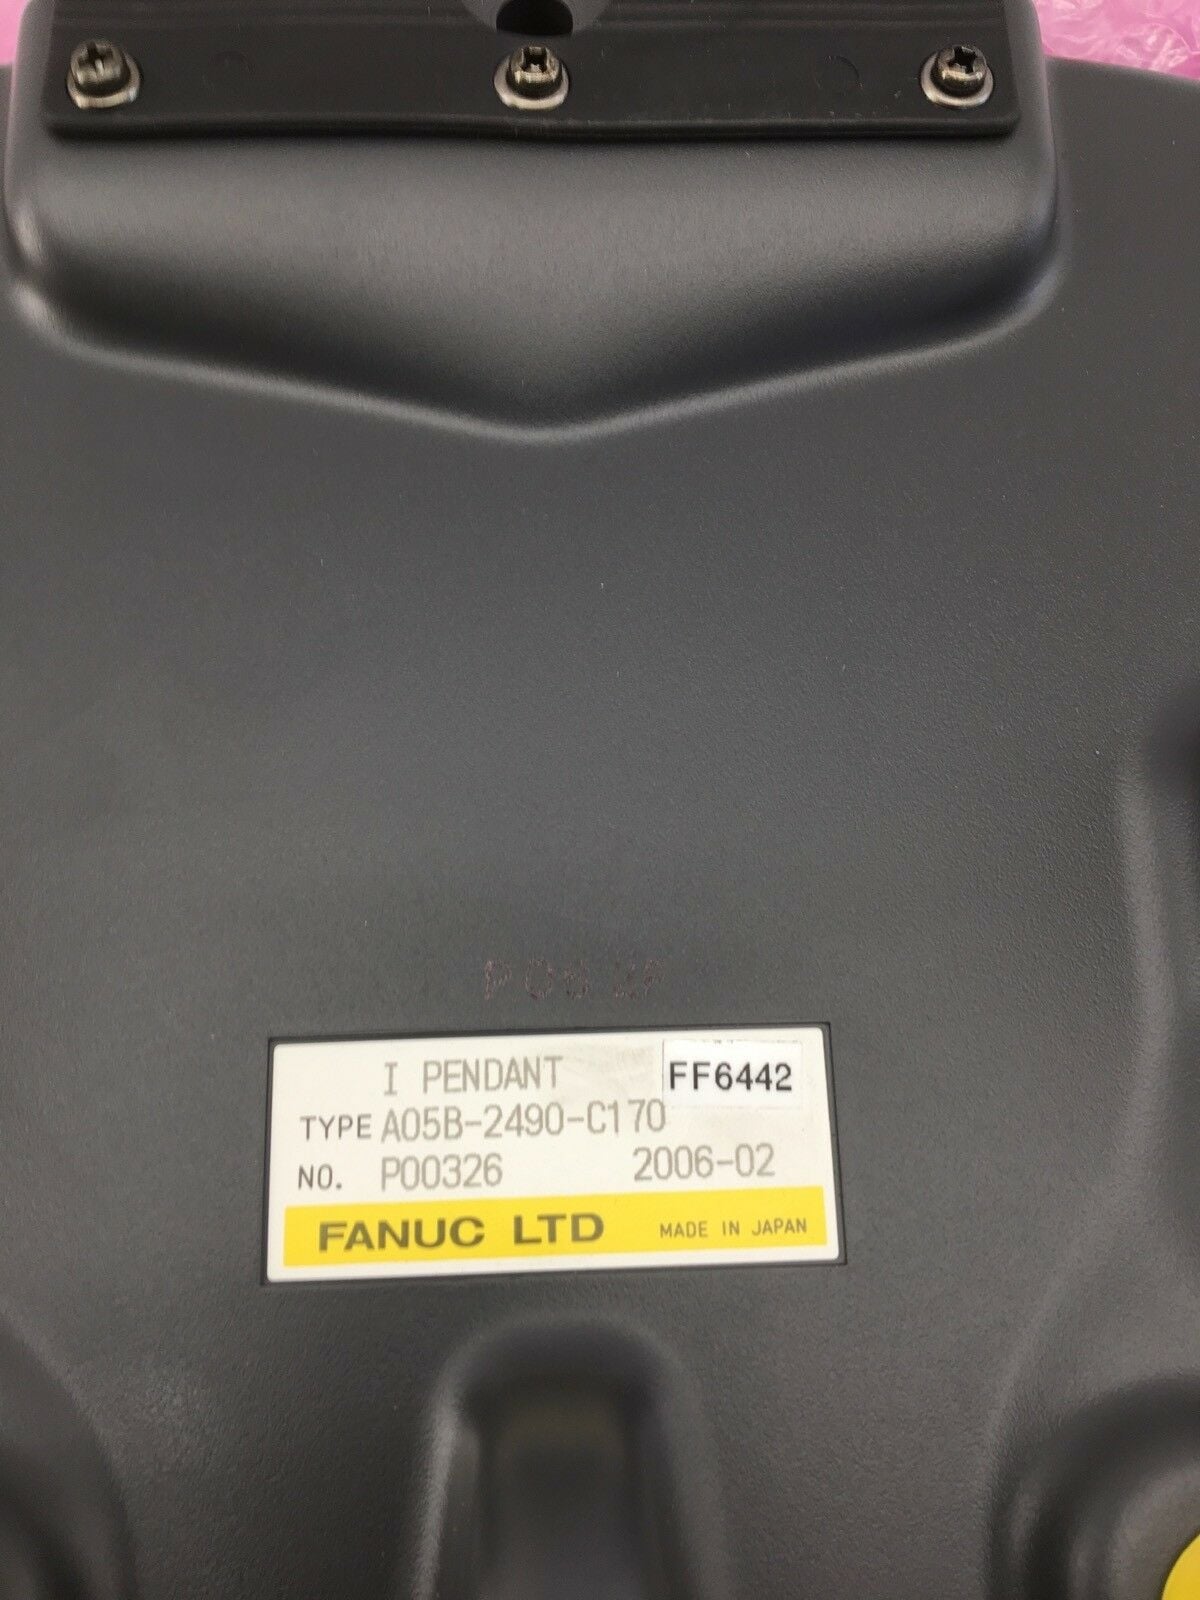 I PENDANT FF6442
TYPE A05B-2490-C170
NO. P00326 2006-02
FANUC LTD MADE IN JAPAN